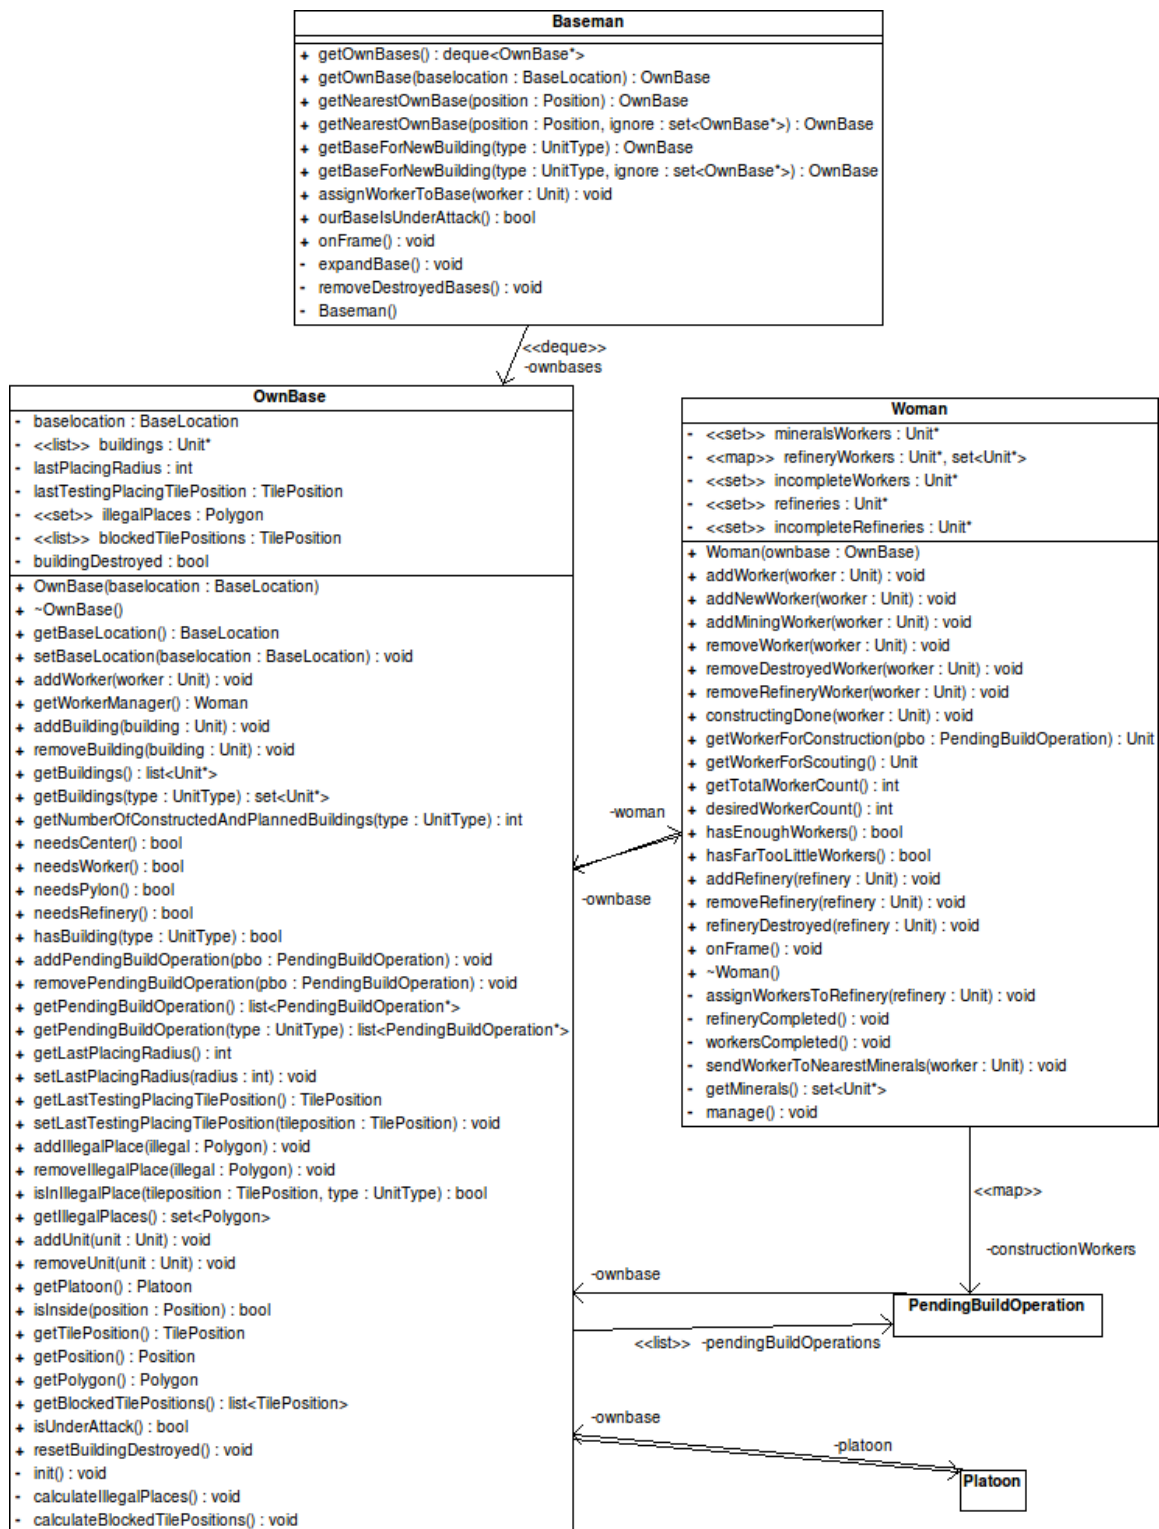 Baseman
+ getOwnBases() : deque<OwnBase*>
+ getOwnBase(baselocation : BaseLocation) : OwnBase
+ getNearestOwnBase(position : Position) : OwnBase
+ getNearestOwnBase(position : Position, ignore : set<OwnBase*>) : OwnBase
+ getBaseForNewBuilding(type : UnitType) : OwnBase
+ getBaseForNewBuilding(type : UnitType, ignore : set<OwnBase*>) : OwnBase
+ assignWorkerToBase(worker : Unit) : void
+ ourBaseIsUnderAttack() : bool
+ onFrame() : void
- expandBase() : void
- removeDestroyedBases() : void
- Baseman()
<<deque>>
-ownbases
OwnBase
- baselocation : BaseLocation
- <<list>> buildings : Unit*
- lastPlacingRadius : int
- lastTestingPlacingTilePosition : TilePosition
- <<set>> illegalPlaces : Polygon
- <<list>> blockedTilePositions : TilePosition
- buildingDestroyed : bool
+ OwnBase(baselocation : BaseLocation)
+ ~OwnBase()
+ getBaseLocation() : BaseLocation
+ setBaseLocation(baselocation : BaseLocation) : void
+ addWorker(worker : Unit) : void
+ getWorkerManager() : Woman
+ addBuilding(building : Unit) : void
+ removeBuilding(building : Unit) : void
+ getBuildings() : list<Unit*>
+ getBuildings(type : UnitType) : set<Unit*>
+ getNumberOfConstructedAndPlannedBuildings(type : UnitType) : int
+ needsCenter() : bool
+ needsWorker() : bool
+ needsPylon() : bool
+ needsRefinery() : bool
+ hasBuilding(type : UnitType) : bool
+ addPendingBuildOperation(pbo : PendingBuildOperation) : void
+ removePendingBuildOperation(pbo : PendingBuildOperation) : void
+ getPendingBuildOperation() : list<PendingBuildOperation*>
+ getPendingBuildOperation(type : UnitType) : list<PendingBuildOperation*>
+ getLastPlacingRadius() : int
+ setLastPlacingRadius(radius : int) : void
+ getLastTestingPlacingTilePosition() : TilePosition
+ setLastTestingPlacingTilePosition(tileposition : TilePosition) : void
+ addIllegalPlace(illegal : Polygon) : void
+ removeIllegalPlace(illegal : Polygon) : void
+ isInIllegalPlace(tileposition : TilePosition, type : UnitType) : bool
+ getIllegalPlaces() : set<Polygon>
+ addUnit(unit : Unit) : void
+ removeUnit(unit : Unit) : void
+ getPlatoon() : Platoon
+ isInside(position : Position) : bool
+ getTilePosition() : TilePosition
+ getPosition() : Position
+ getPolygon() : Polygon
+ getBlockedTilePositions() : list<TilePosition>
+ isUnderAttack() : bool
+ resetBuildingDestroyed() : void
- init() : void
- calculateIllegalPlaces() : void
- calculateBlockedTilePositions() : void
Woman
- <<set>> mineralsWorkers : Unit*
- <<map>> refineryWorkers : Unit*, set<Unit*>
- <<set>> incompleteWorkers : Unit*
- <<set>> refineries : Unit*
- <<set>> incompleteRefineries : Unit*
+ Woman(ownbase : OwnBase)
+ addWorker(worker : Unit) : void
+ addNewWorker(worker : Unit) : void
+ addMiningWorker(worker : Unit) : void
+ removeWorker(worker : Unit) : void
+ removeDestroyedWorker(worker : Unit) : void
+ removeRefineryWorker(worker : Unit) : void
+ constructingDone(worker : Unit) : void
+ getWorkerForConstruction(pbo : PendingBuildOperation) : Unit
+ getWorkerForScouting() : Unit
+ getTotalWorkerCount() : int
+ desiredWorkerCount() : int
+ hasEnoughWorkers() : bool
+ hasFarTooLittleWorkers() : bool
+ addRefinery(refinery : Unit) : void
+ removeRefinery(refinery : Unit) : void
+ refineryDestroyed(refinery : Unit) : void
+ onFrame() : void
+ ~Woman()
- assignWorkersToRefinery(refinery : Unit) : void
- refineryCompleted() : void
- workersCompleted() : void
- sendWorkerToNearestMinerals(worker : Unit) : void
- getMinerals() : set<Unit*>
- manage() : void
-woman
-ownbase
<<map>>
-constructionWorkers
-ownbase
PendingBuildOperation
<<list>> -pendingBuildOperations
-ownbase
-platoon
Platoon